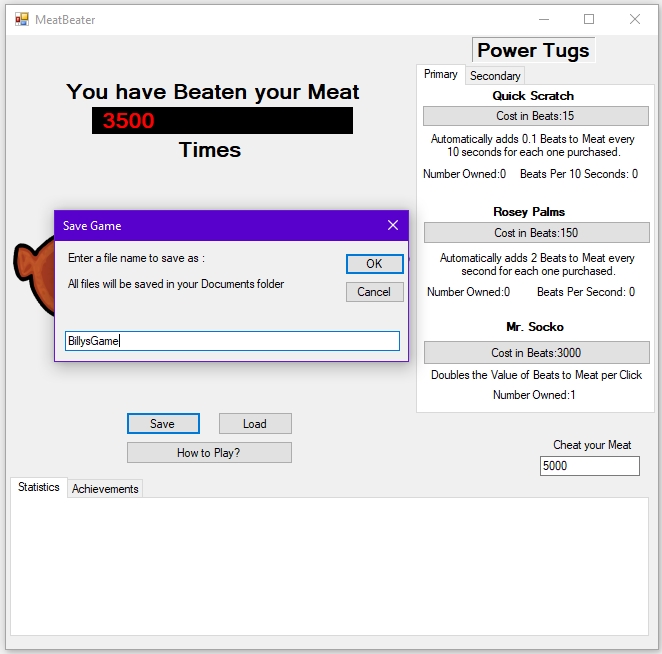 MeatBeater
Power Tugs
Primary
Secondary
You have Beaten your Meat
3500
Times
Quick Scratch
Cost in Beats:15
Automatically adds 0.1 Beats to Meat every
10 seconds for each one purchased.
Number Owned:0 Beats Per 10 Seconds: 0
Rosey Palms
Cost in Beats:150
Automatically adds 2 Beats to Meat every
second for each one purchased.
Number Owned:0 Beats Per Second: 0
Mr. Socko
Cost in Beats:3000
Doubles the Value of Beats to Meat per Click
Number Owned:1
Save Game
Enter a file name to save as :
All files will be saved in your Documents folder
OK
Cancel
BillysGame
Save
Load
How to Play?
Cheat your Meat
5000
Statistics
Achievements